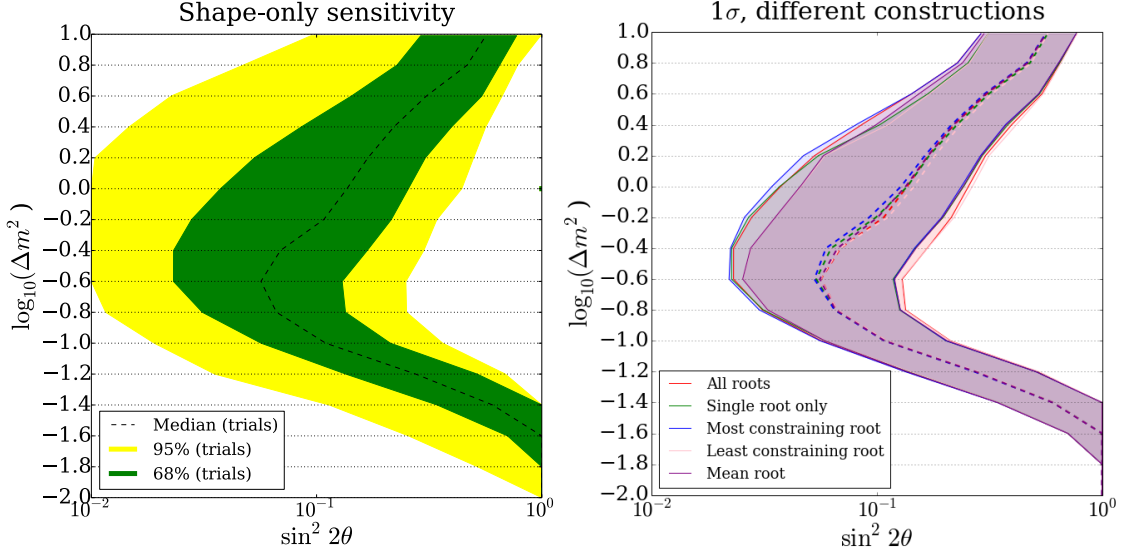 Shape-only sensitivity
1.0
0.8
0.6
0.4
0.2
0.0
−0.2
−0.4
−0.6
−0.8
−1.0
−1.2
−1.4
−1.6
−1.8
−2.0
log₁₀(Δm²)
10⁻²
10⁻¹
10⁰
sin² 2θ
Median (trials)
95% (trials)
68% (trials)
1σ, different constructions
1.0
0.8
0.6
0.4
0.2
0.0
−0.2
−0.4
−0.6
−0.8
−1.0
−1.2
−1.4
−1.6
−1.8
−2.0
log₁₀(Δm²)
10⁻²
10⁻¹
10⁰
sin² 2θ
All roots
Single root only
Most constraining root
Least constraining root
Mean root